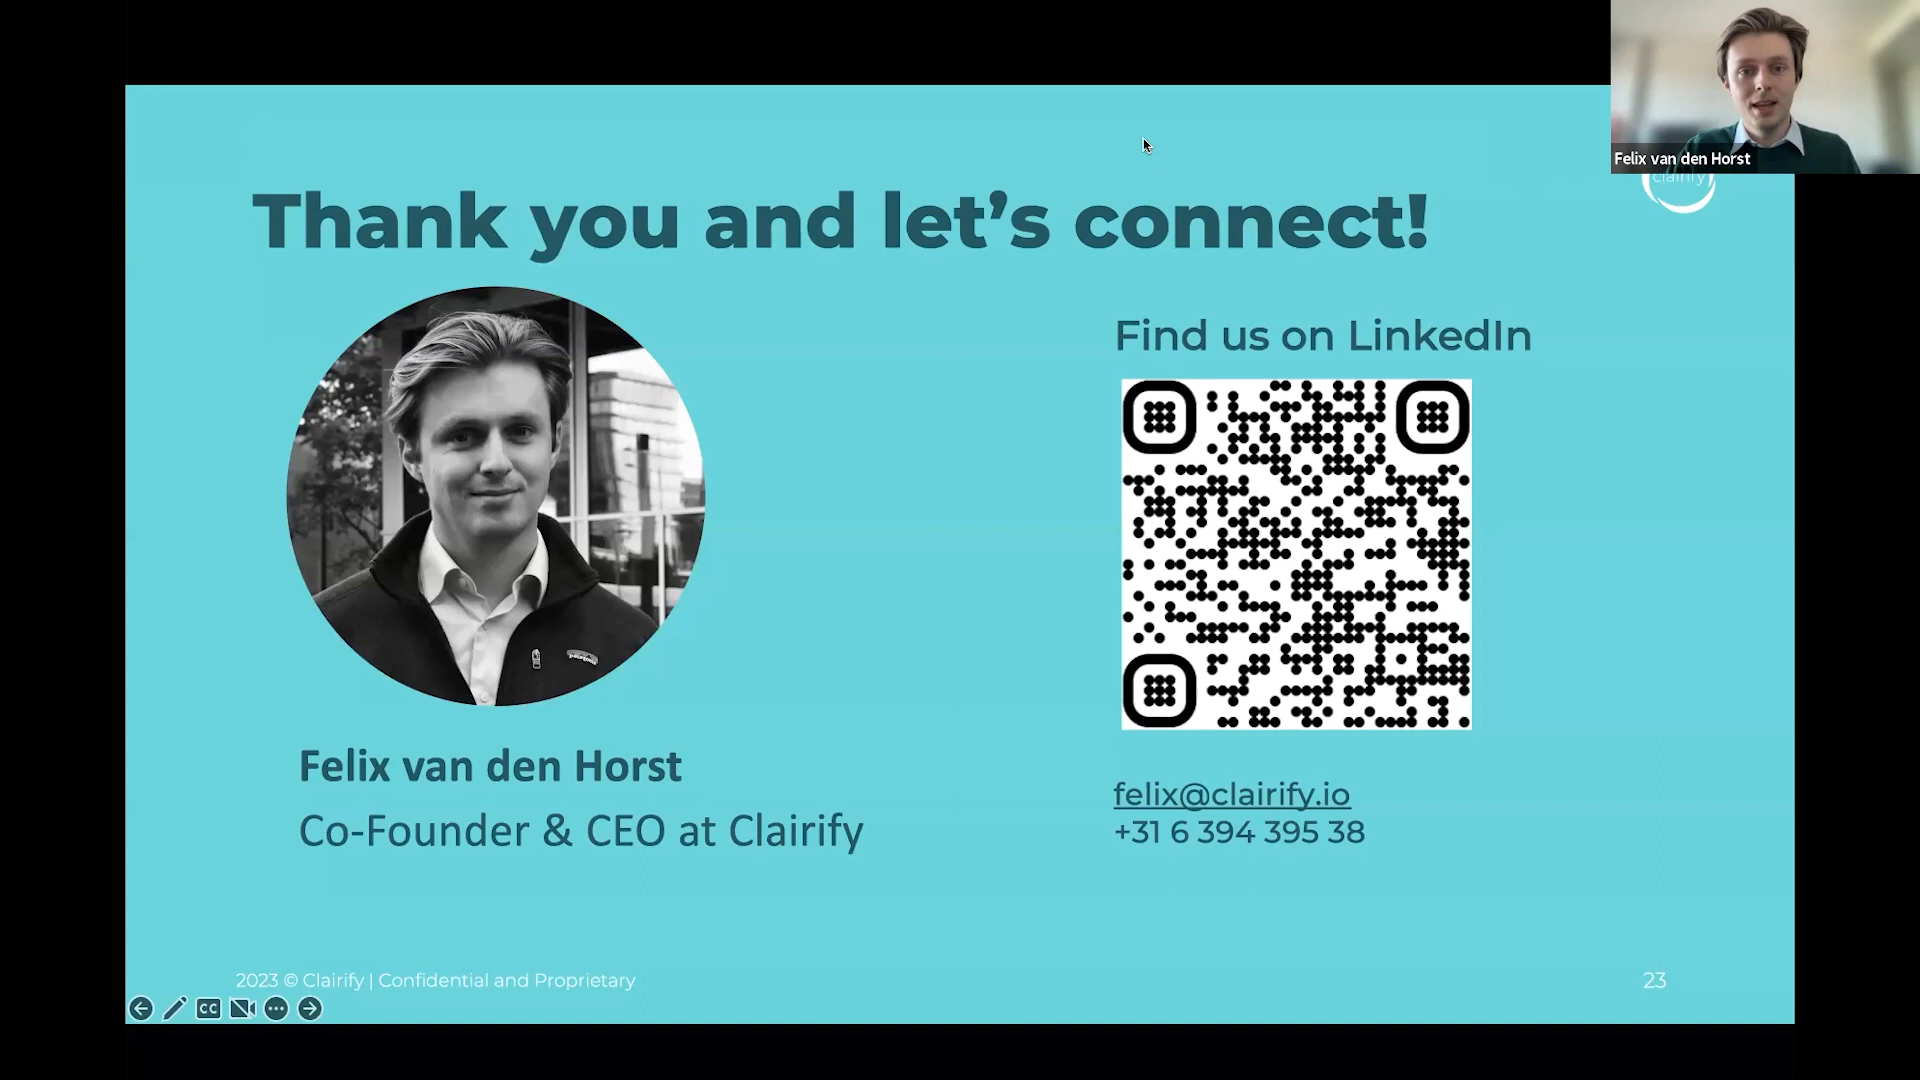 Felix van den Horst
clairify
Thank you and let's connect!
Find us on LinkedIn
Felix van den Horst
Co-Founder & CEO at Clairify
felix@clairify.io
+31 6 394 395 38
2023 © Clairify | Confidential and Proprietary
23
CC